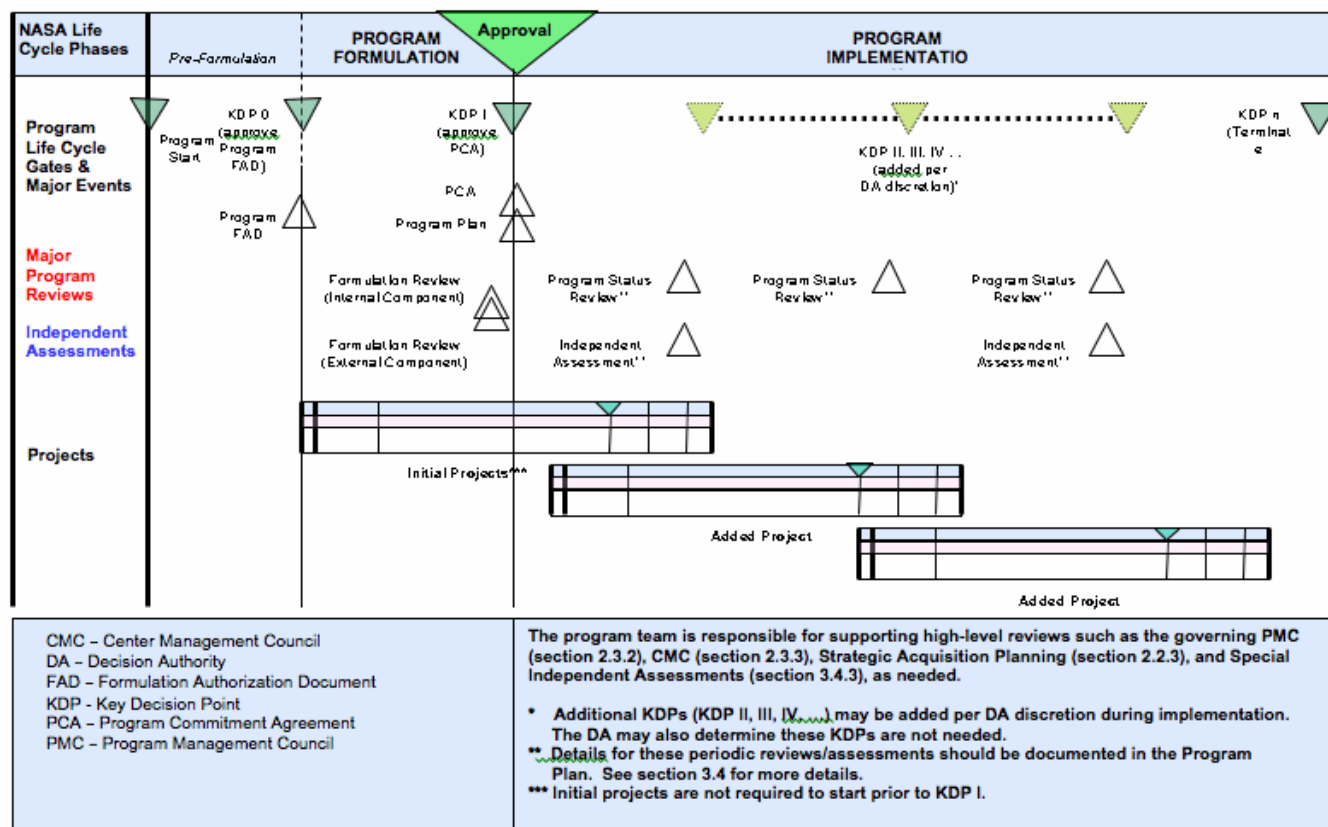 NASA Life
Cycle Phases
Pre-Formulation
PROGRAM
FORMULATION
Approval
PROGRAM
IMPLEMENTATIO
Program
Life Cycle
Gates &
Major Events
Program
Start
KDP 0
(approve
Program
FAD)
KDP I
(approve
PCA)
KDP II, III, IV . .
(added per
DA discretion)*
KDP n
(Terminat
e
Program
FAD
PCA
Program Plan
Major
Program
Reviews
Formulation Review
(Internal Component)
Program Status
Review**
Program Status
Review**
Program Status
Review**
Independent
Assessments
Formulation Review
(External Component)
Independent
Assessment**
Independent
Assessment**
Projects
Initial Projects***
Added Project
Added Project
CMC – Center Management Council
DA – Decision Authority
FAD – Formulation Authorization Document
KDP - Key Decision Point
PCA – Program Commitment Agreement
PMC – Program Management Council
The program team is responsible for supporting high-level reviews such as the governing PMC
(section 2.3.2), CMC (section 2.3.3), Strategic Acquisition Planning (section 2.2.3), and Special
Independent Assessments (section 3.4.3), as needed.
* Additional KDPs (KDP II, III, IV, ...) may be added per DA discretion during implementation.
The DA may also determine these KDPs are not needed.
** Details for these periodic reviews/assessments should be documented in the Program
Plan. See section 3.4 for more details.
*** Initial projects are not required to start prior to KDP I.